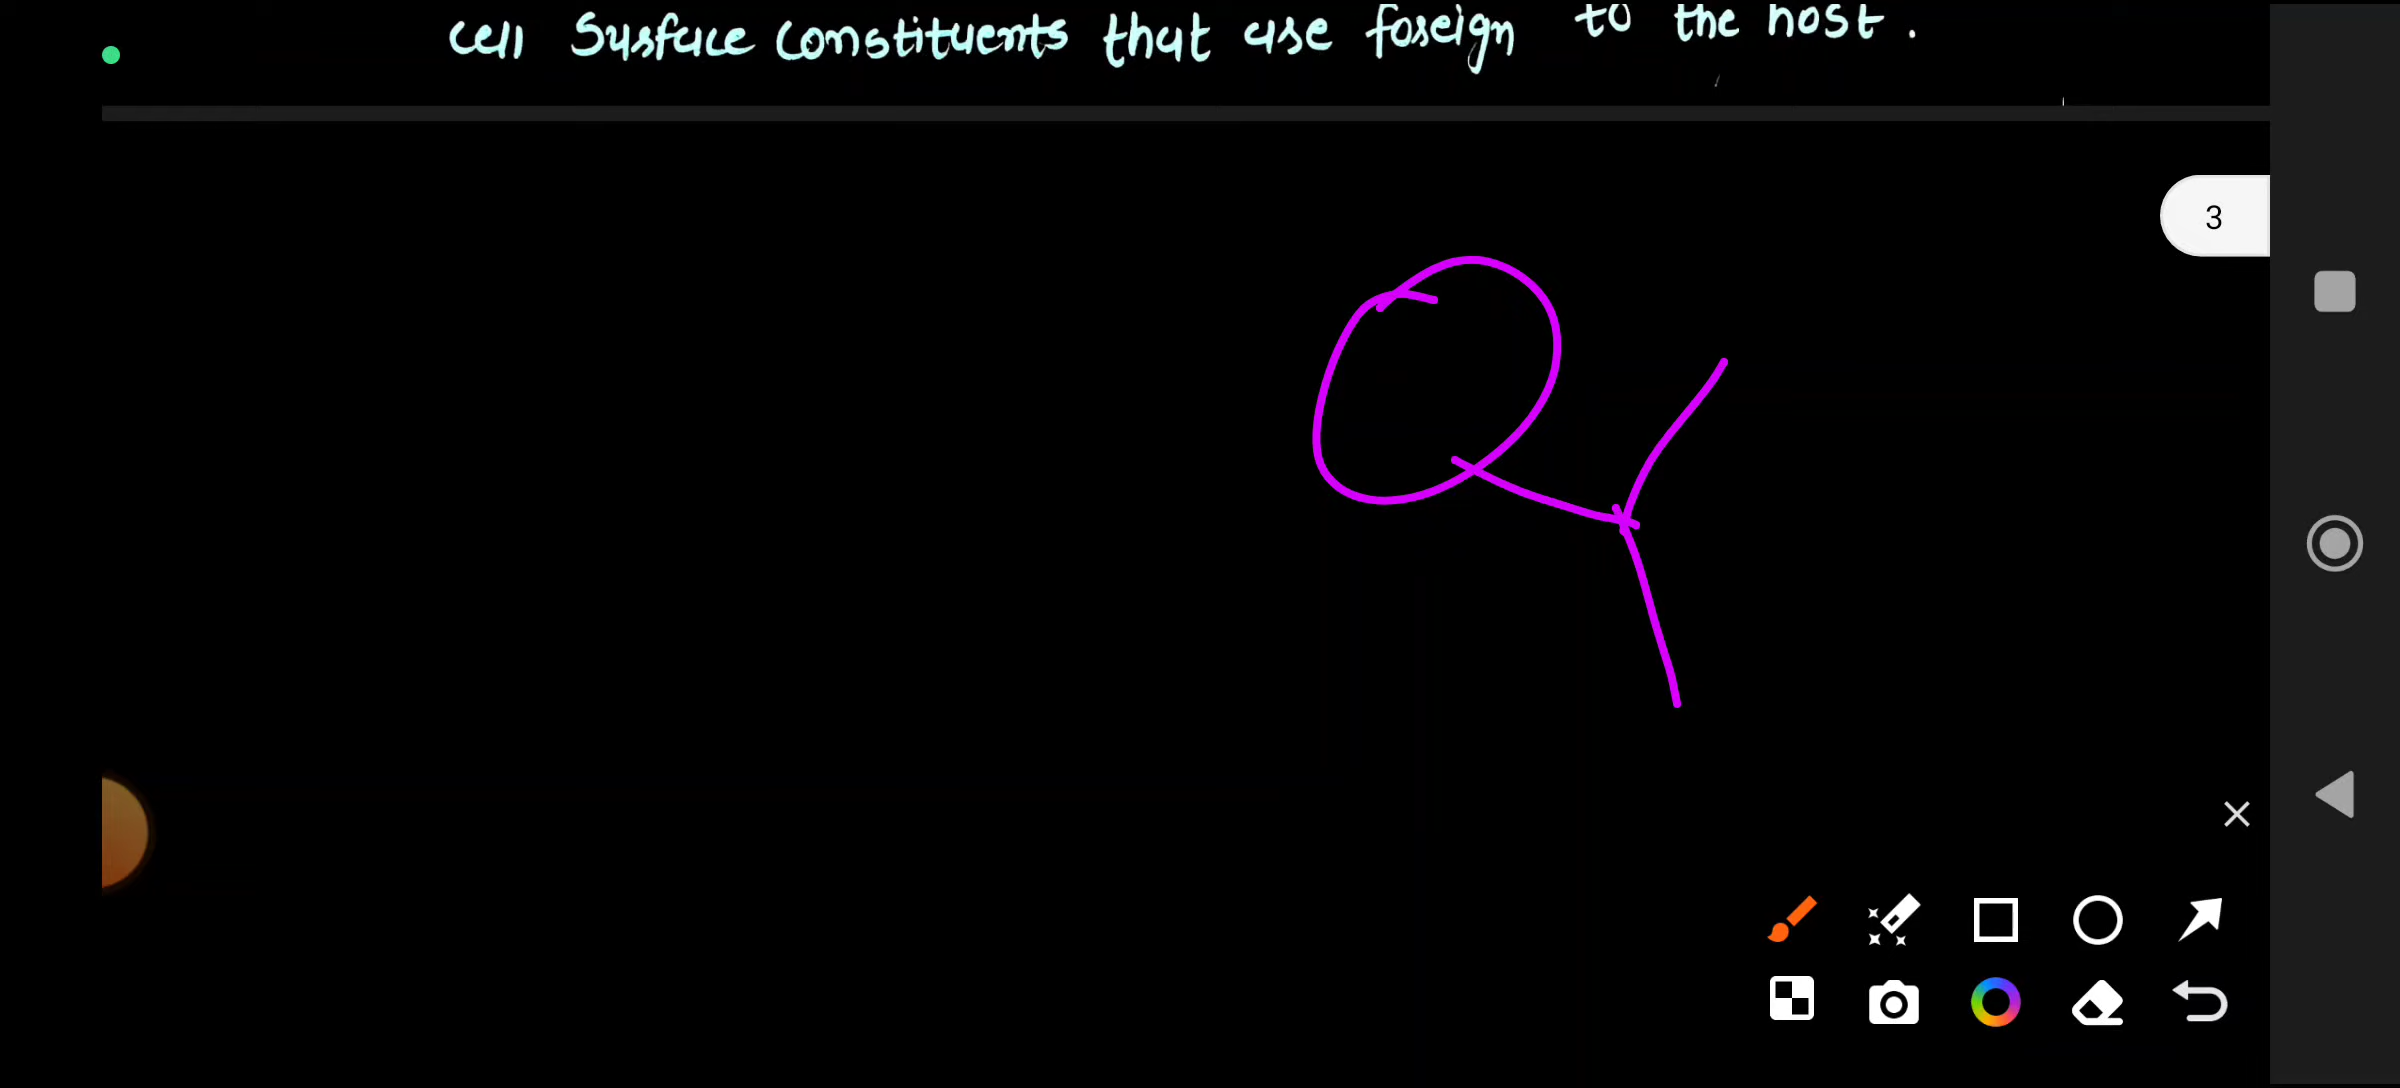 cell Surface constituents that are foreign to the host.
3